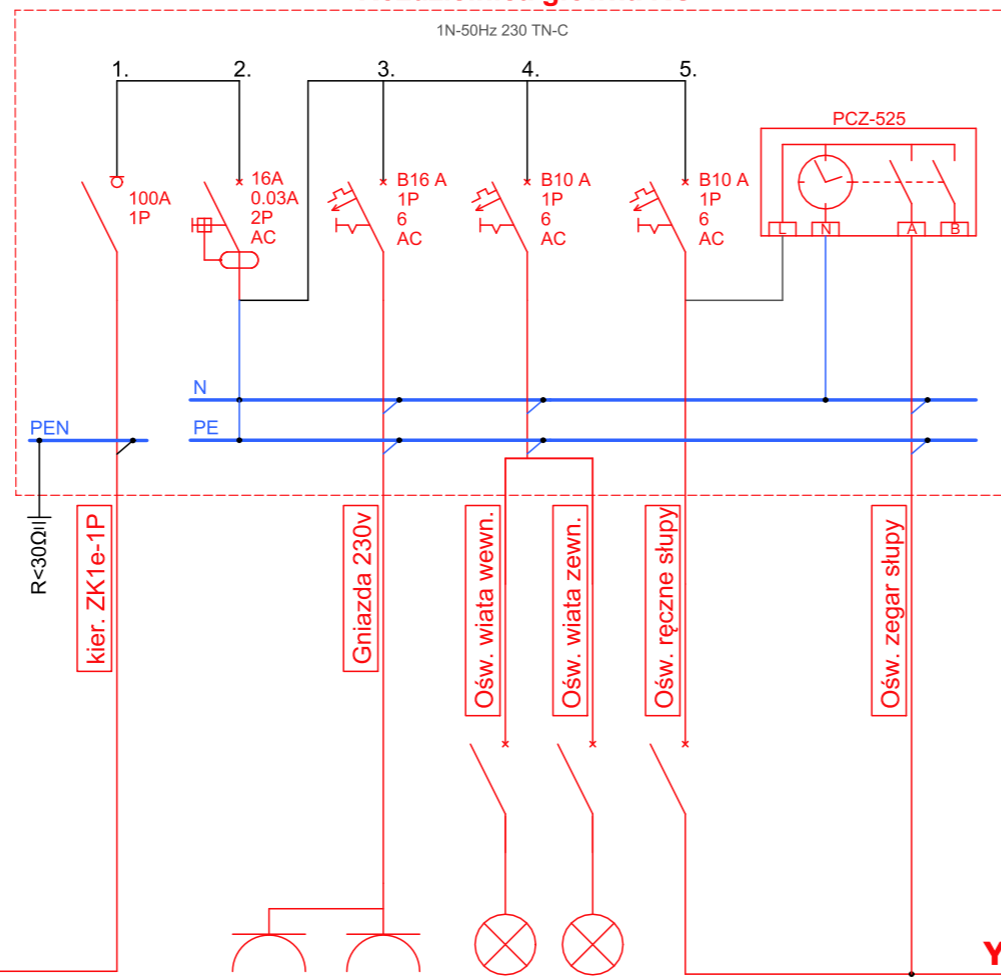 1N-50Hz 230 TN-C
1.
2.
3.
4.
5.
PCZ-525
100A
1P
16A
0.03A
2P
AC
B16 A
1P
6
AC
B10 A
1P
6
AC
B10 A
1P
6
AC
L
N
A
B
N
PEN
PE
R<30Ω
kier. ZK1e-1P
Gniazda 230v
Ośw. wiata wewn.
Ośw. wiata zewn.
Ośw. ręczne słupy
Ośw. zegar słupy
Y